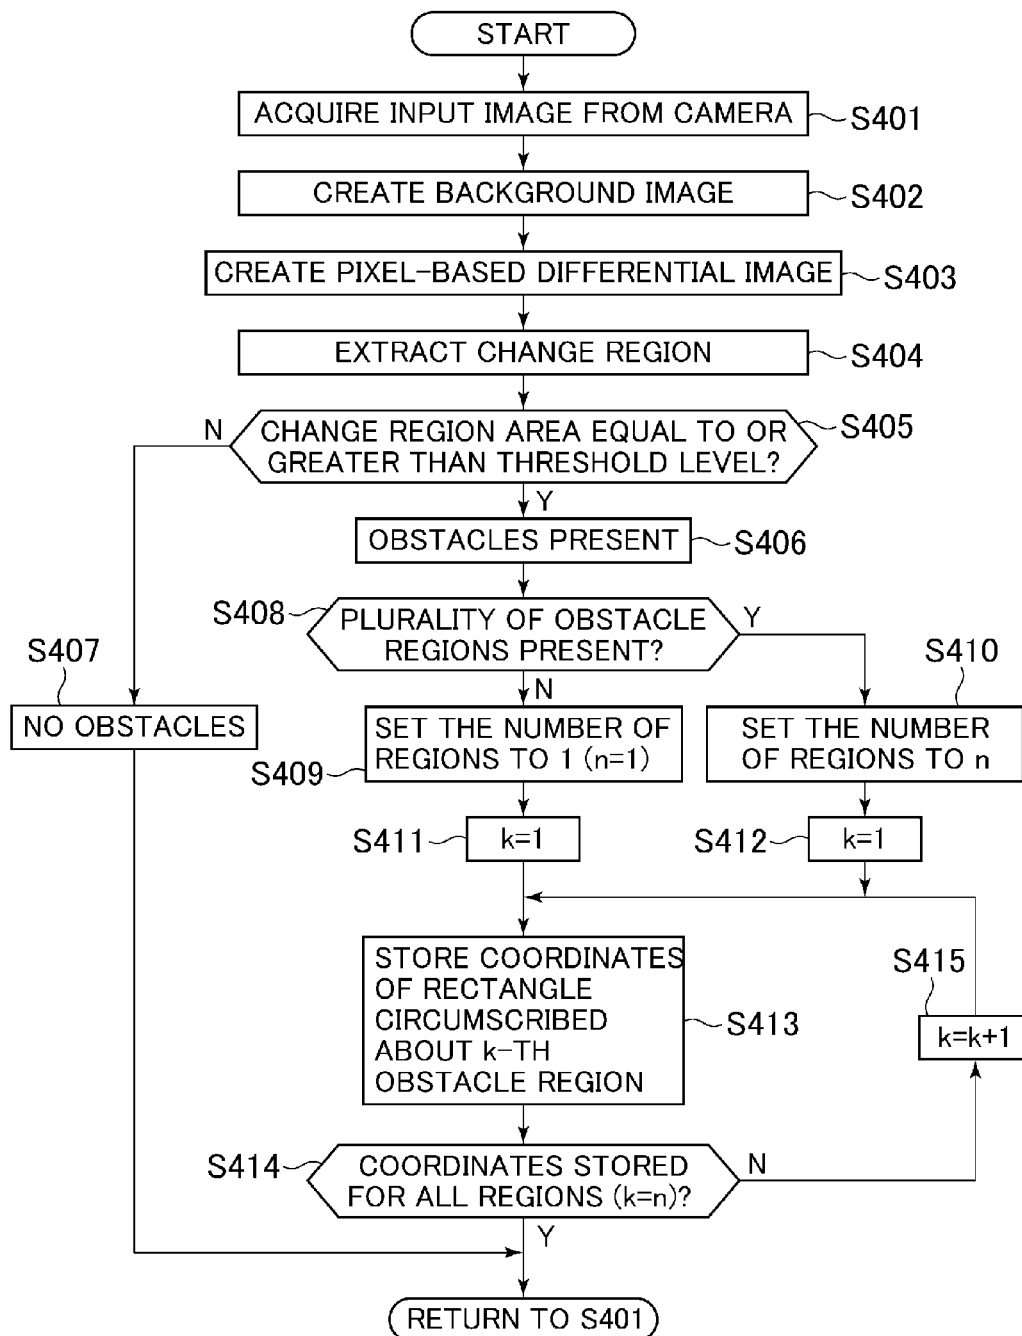 START
ACQUIRE INPUT IMAGE FROM CAMERA
S401
CREATE BACKGROUND IMAGE
S402
CREATE PIXEL-BASED DIFFERENTIAL IMAGE
S403
EXTRACT CHANGE REGION
S404
N
CHANGE REGION AREA EQUAL TO OR
GREATER THAN THRESHOLD LEVEL?
S405
Y
OBSTACLES PRESENT
S406
S408
PLURALITY OF OBSTACLE
REGIONS PRESENT?
Y
N
S407
NO OBSTACLES
SET THE NUMBER OF
REGIONS TO 1 (n=1)
S409
S410
SET THE NUMBER
OF REGIONS TO n
S411
k=1
S412
k=1
STORE COORDINATES
OF RECTANGLE
CIRCUMSCRIBED
ABOUT k-TH
OBSTACLE REGION
S413
S415
k=k+1
S414
COORDINATES STORED
FOR ALL REGIONS (k=n)?
N
Y
RETURN TO S401